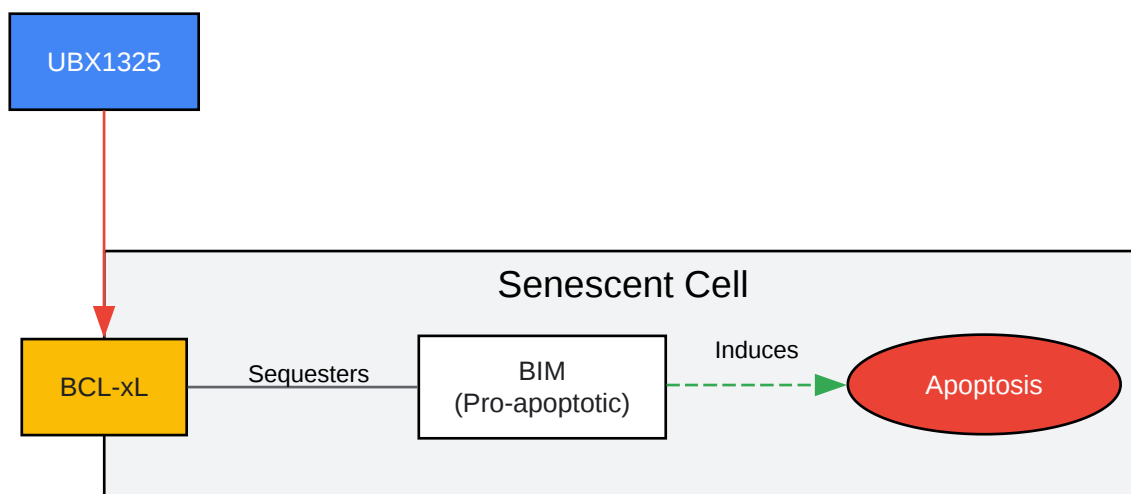 UBX1325
Senescent Cell
BCL-xL
Sequesters
BIM
(Pro-apoptotic)
Induces
Apoptosis